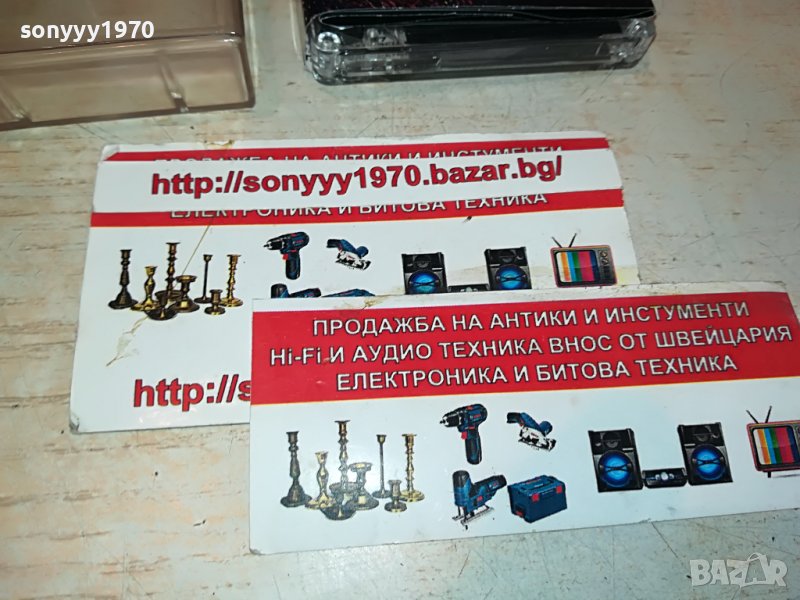 sonyyy1970
ПРОДАЖБА НА АНТИКИ И ИНСТУМЕНТИ
http://sonyyy1970.bazar.bg/
ЕЛЕКТРОНИКА И БИТОВА ТЕХНИКА
http://s
ПРОДАЖБА НА АНТИКИ И ИНСТУМЕНТИ
Hi-Fi И АУДИО ТЕХНИКА ВНОС ОТ ШВЕЙЦАРИЯ
ЕЛЕКТРОНИКА И БИТОВА ТЕХНИКА
BAZAR